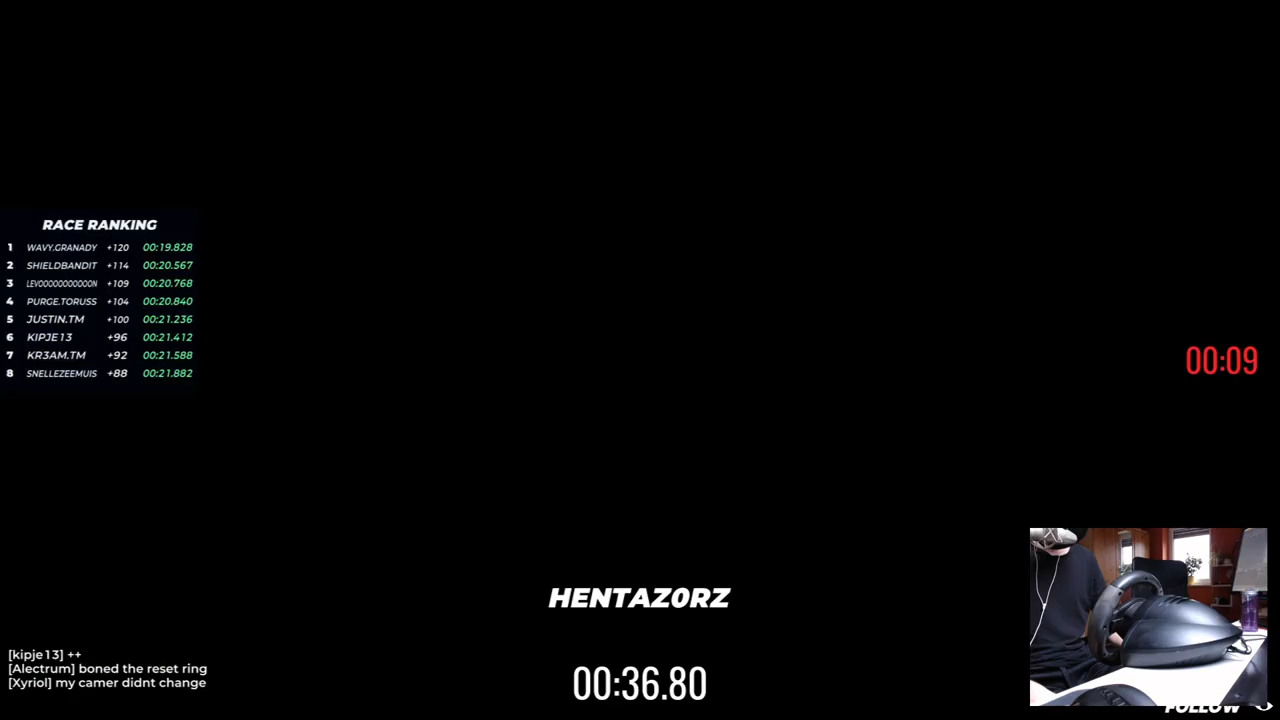 RACE RANKING
1 WAVY.GRANADY +120 00:19.828
2 SHIELDBANDIT +114 00:20.567
3 LEVOOOOOOOOOOON +109 00:20.768
4 PURGE.TORUSS +104 00:20.840
5 JUSTIN.TM +100 00:21.236
6 KIPJE13 +96 00:21.412
7 KR3AM.TM +92 00:21.588
8 SNELLEZEEMUIS +88 00:21.882
00:09
HENTAZ0RZ
[kipje13] ++
[Alectrum] boned the reset ring
[Xyriol] my camer didnt change
00:36.80
FOLLOW